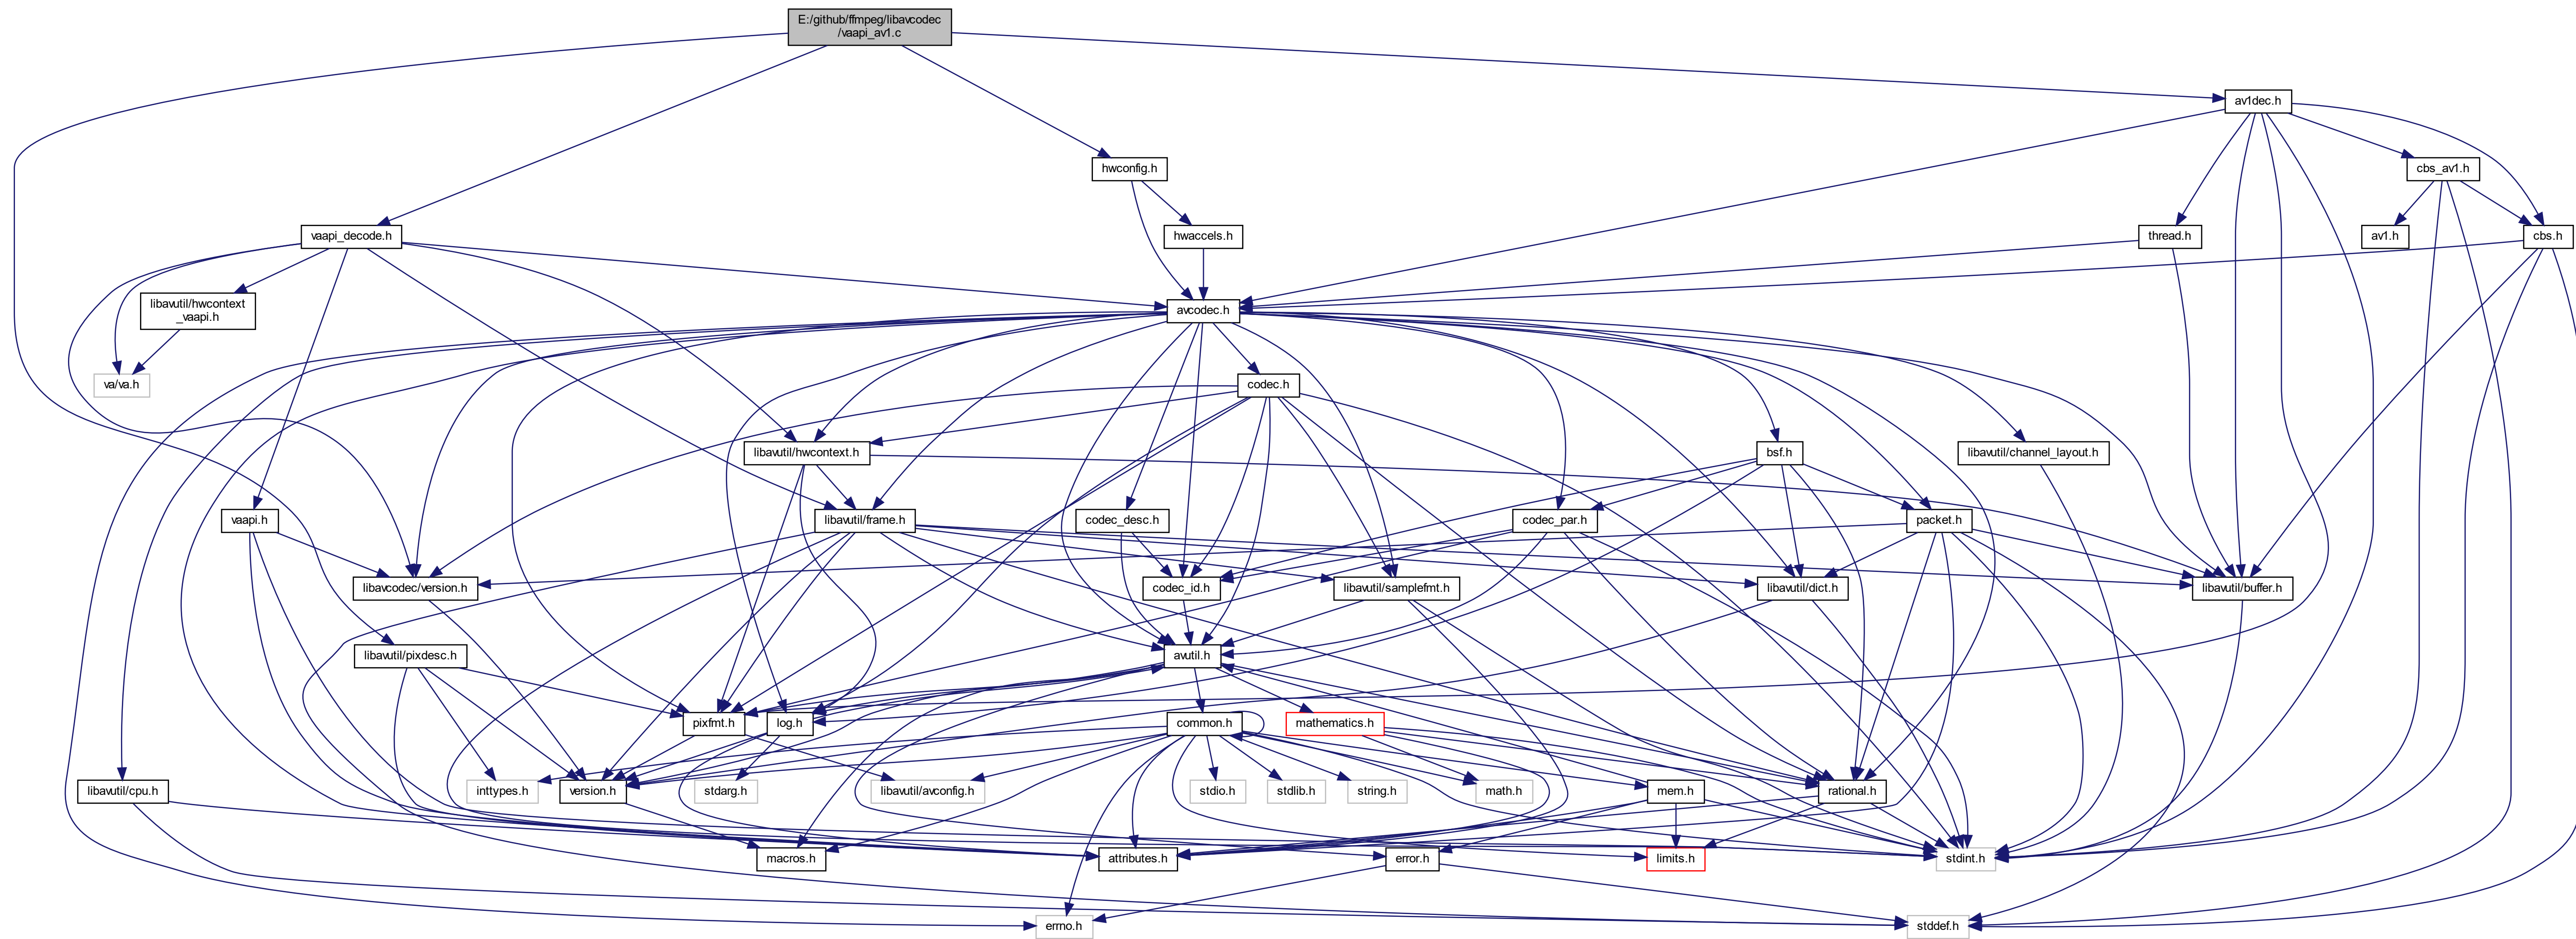 E:/github/ffmpeg/libavcodec
/vaapi_av1.c
av1dec.h
hwconfig.h
cbs_av1.h
vaapi_decode.h
hwaccels.h
thread.h
av1.h
cbs.h
libavutil/hwcontext
_vaapi.h
avcodec.h
va/va.h
codec.h
libavutil/hwcontext.h
bsf.h
libavutil/channel_layout.h
vaapi.h
libavutil/frame.h
codec_desc.h
codec_par.h
packet.h
libavcodec/version.h
codec_id.h
libavutil/samplefmt.h
libavutil/dict.h
libavutil/buffer.h
libavutil/pixdesc.h
avutil.h
pixfmt.h
log.h
common.h
mathematics.h
libavutil/cpu.h
inttypes.h
version.h
stdarg.h
libavutil/avconfig.h
stdio.h
stdlib.h
string.h
math.h
mem.h
rational.h
macros.h
attributes.h
error.h
limits.h
stdint.h
errno.h
stddef.h